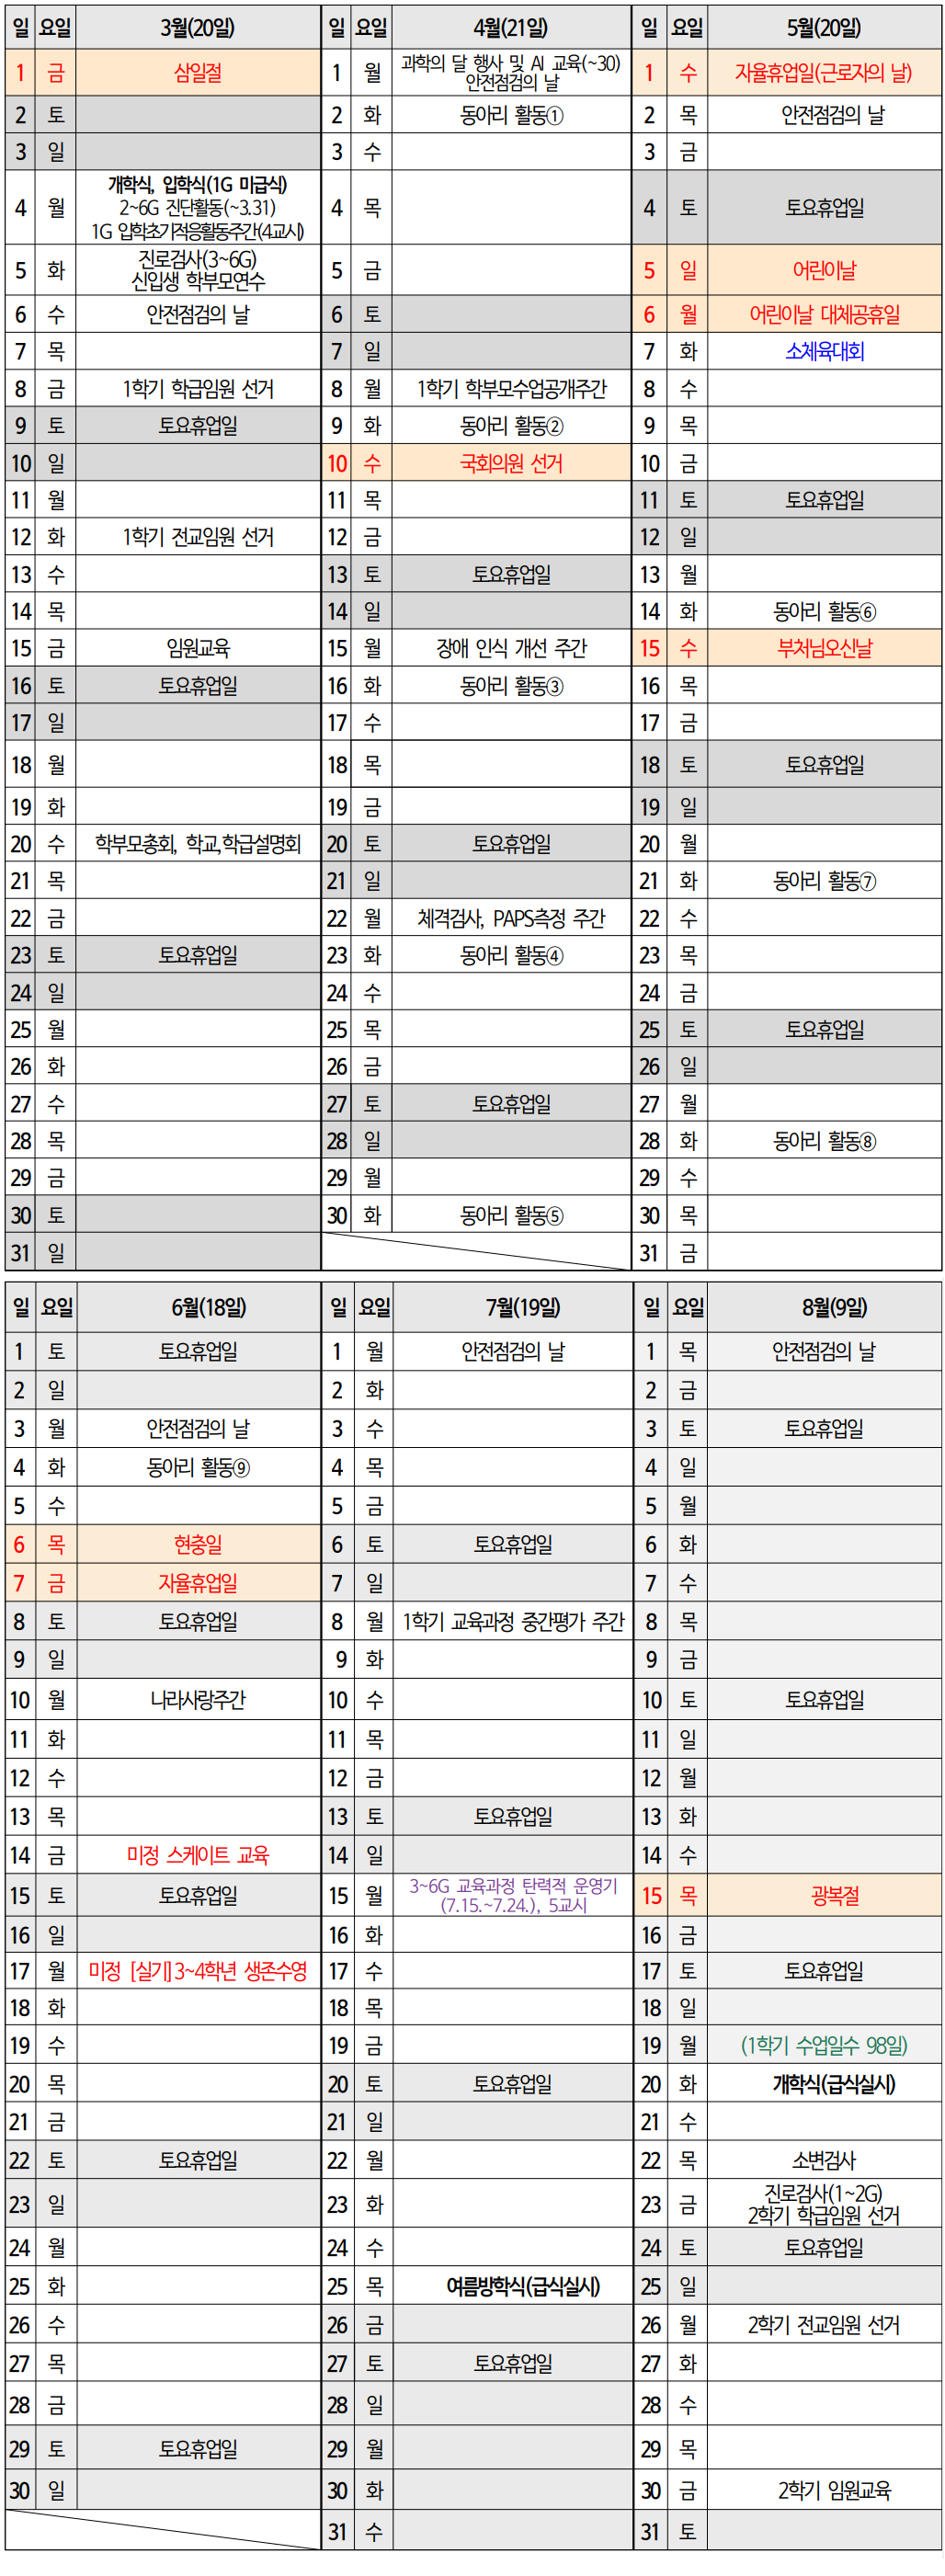 일 요일 3월(20일) 일 요일 4월(21일) 일 요일 5월(20일)
1 금 삼일절 1 월 과학의 달 행사 및 AI 교육(~30) 1 수 자율휴업일(근로자의 날)
안전점검의 날
2 토 2 화 동아리 활동① 2 목 안전점검의 날
3 일 3 수 3 금
개학식, 입학식(1G 미급식)
4 월 2~6G 진단활동(~3.31) 4 목 4 토 토요휴업일
1G 입학초기적응활동주간(4교시)
5 화 진로검사(3~6G) 5 금 5 일 어린이날
신입생 학부모연수
6 수 안전점검의 날 6 토 6 월 어린이날 대체공휴일
7 목 7 일 7 화 소체육대회
8 금 1학기 학급임원 선거 8 월 1학기 학부모수업공개주간 8 수
9 토 토요휴업일 9 화 동아리 활동② 9 목
10 일 10 수 국회의원 선거 10 금
11 월 11 목 11 토 토요휴업일
12 화 1학기 전교임원 선거 12 금 12 일
13 수 13 토 토요휴업일 13 월
14 목 14 일 14 화 동아리 활동⑥
15 금 임원교육 15 월 장애 인식 개선 주간 15 수 부처님오신날
16 토 토요휴업일 16 화 동아리 활동③ 16 목
17 일 17 수 17 금
18 월 18 목 18 토 토요휴업일
19 화 19 금 19 일
20 수 학부모총회, 학교,학급설명회 20 토 토요휴업일 20 월
21 목 21 일 21 화 동아리 활동⑦
22 금 22 월 체격검사, PAPS측정 주간 22 수
23 토 토요휴업일 23 화 동아리 활동④ 23 목
24 일 24 수 24 금
25 월 25 목 25 토 토요휴업일
26 화 26 금 26 일
27 수 27 토 토요휴업일 27 월
28 목 28 일 28 화 동아리 활동⑧
29 금 29 월 29 수
30 토 30 화 동아리 활동⑤ 30 목
31 일 31 금
일 요일 6월(18일) 일 요일 7월(19일) 일 요일 8월(9일)
1 토 토요휴업일 1 월 안전점검의 날 1 목 안전점검의 날
2 일 2 화 2 금
3 월 안전점검의 날 3 수 3 토 토요휴업일
4 화 동아리 활동⑨ 4 목 4 일
5 수 5 금 5 월
6 목 현충일 6 토 토요휴업일 6 화
7 금 자율휴업일 7 일 7 수
8 토 토요휴업일 8 월 1학기 교육과정 중간평가 주간 8 목
9 일 9 화 9 금
10 월 나라사랑주간 10 수 10 토 토요휴업일
11 화 11 목 11 일
12 수 12 금 12 월
13 목 13 토 토요휴업일 13 화
14 금 미정 스케이트 교육 14 일 14 수
15 토 토요휴업일 15 월 3~6G 교육과정 탄력적 운영기 15 목 광복절
(7.15.~7.24.), 5교시
16 일 16 화 16 금
17 월 미정 [실기]3~4학년 생존수영 17 수 17 토 토요휴업일
18 화 18 목 18 일
19 수 19 금 19 월 (1학기 수업일수 98일)
20 목 20 토 토요휴업일 20 화 개학식(급식실시)
21 금 21 일 21 수
22 토 토요휴업일 22 월 22 목 소변검사
23 일 23 화 23 금 진로검사(1~2G)
2학기 학급임원 선거
24 월 24 수 24 토 토요휴업일
25 화 25 목 여름방학식(급식실시) 25 일
26 수 26 금 26 월 2학기 전교임원 선거
27 목 27 토 토요휴업일 27 화
28 금 28 일 28 수
29 토 토요휴업일 29 월 29 목
30 일 30 화 30 금 2학기 임원교육
31 수 31 토